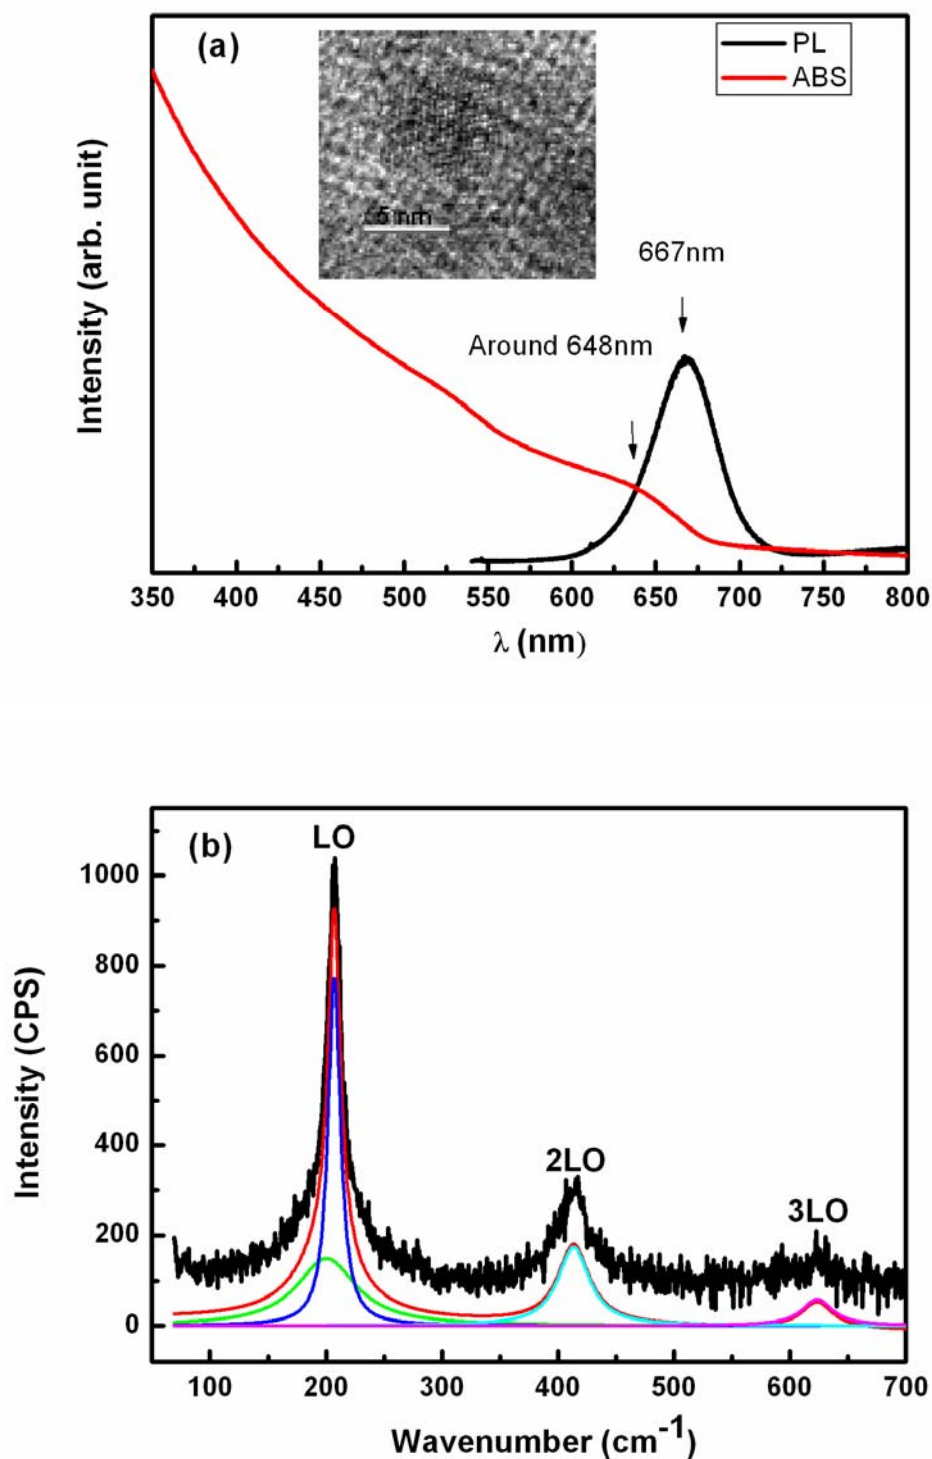 (a)
PL
ABS
5 nm
667nm
Around 648nm
Intensity (arb. unit)
350 400 450 500 550 600 650 700 750 800
λ (nm)
(b)
LO
2LO
3LO
1000
800
600
400
200
0
Intensity (CPS)
100 200 300 400 500 600 700
Wavenumber (cm-1)